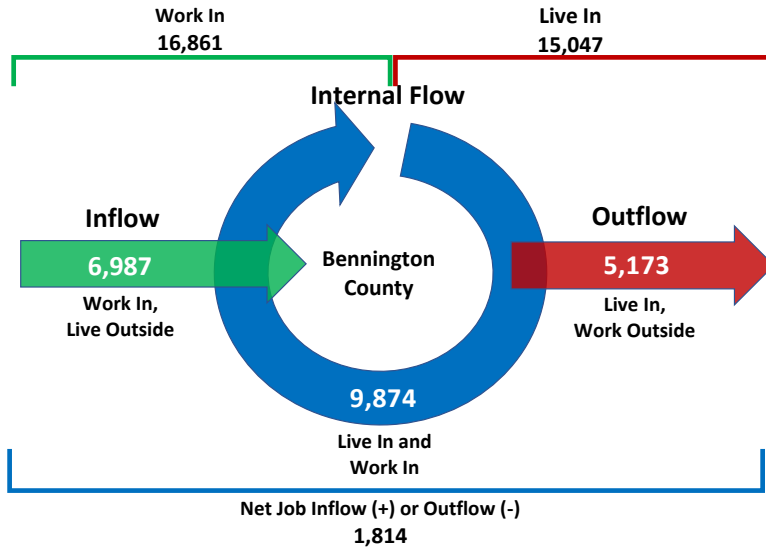 Work In
16,861
Live In
15,047
Internal Flow
Inflow
6,987
Work In,
Live Outside
Bennington
County
Outflow
5,173
Live In,
Work Outside
9,874
Live In and
Work In
Net Job Inflow (+) or Outflow (-)
1,814